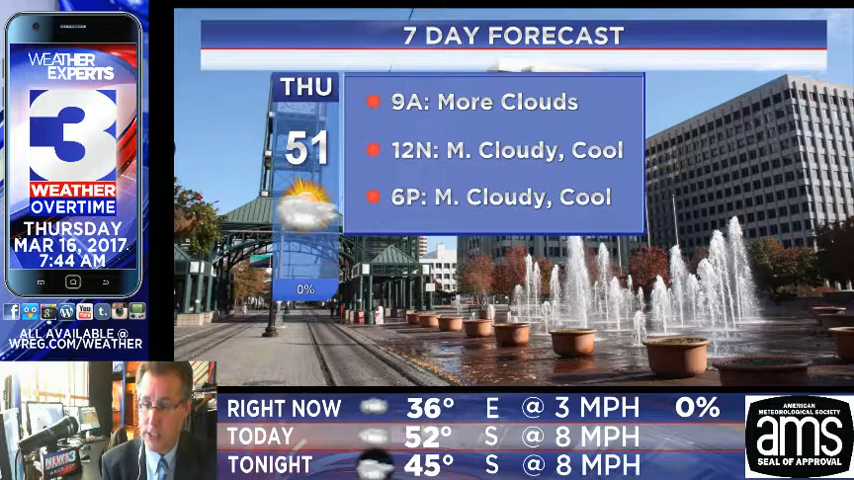 WEATHER
EXPERTS
3
WEATHER
OVERTIME
THURSDAY
MAR 16, 2017
7:44 AM
ALL AVAILABLE @
WREG.COM/WEATHER
7 DAY FORECAST
THU
51
0%
9A: More Clouds
12N: M. Cloudy, Cool
6P: M. Cloudy, Cool
RIGHT NOW 36° E @ 3 MPH 0%
TODAY 52° S @ 8 MPH
TONIGHT 45° S @ 8 MPH
AMERICAN
METEOROLOGICAL SOCIETY
ams
SEAL OF APPROVAL